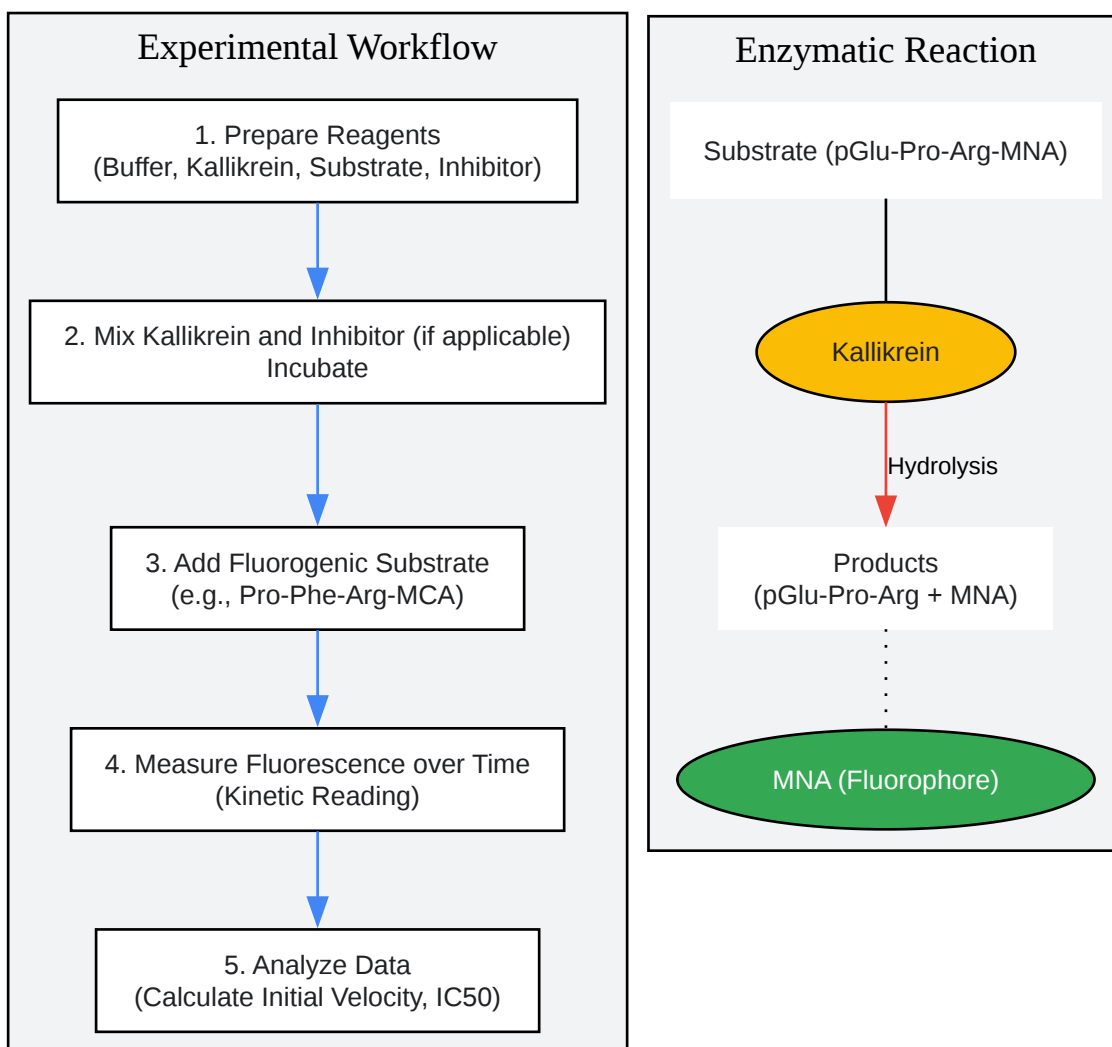 Experimental Workflow
1. Prepare Reagents
(Buffer, Kallikrein, Substrate, Inhibitor)
2. Mix Kallikrein and Inhibitor (if applicable)
Incubate
3. Add Fluorogenic Substrate
(e.g., Pro-Phe-Arg-MCA)
4. Measure Fluorescence over Time
(Kinetic Reading)
5. Analyze Data
(Calculate Initial Velocity, IC50)
Enzymatic Reaction
Substrate (pGlu-Pro-Arg-MNA)
Kallikrein
Hydrolysis
Products
(pGlu-Pro-Arg + MNA)
MNA (Fluorophore)